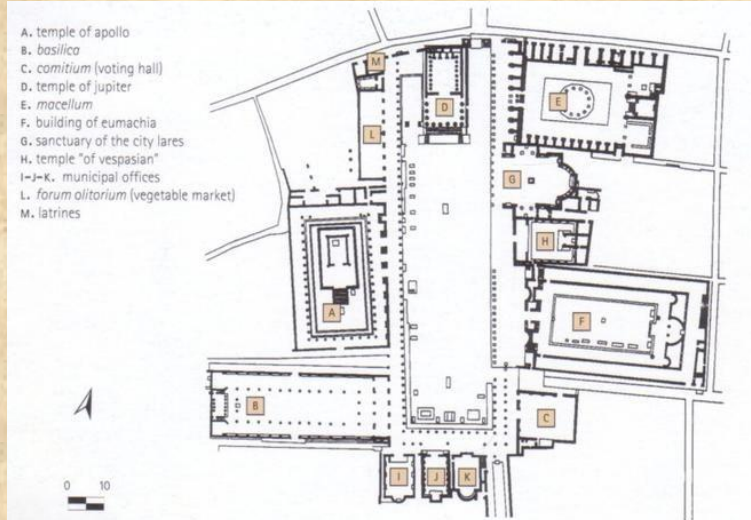 A. temple of apollo
B. basilica
C. comitium (voting hall)
D. temple of jupiter
E. macellum
F. building of eumachia
G. sanctuary of the city lares
H. temple "of vespasian"
I-J-K. municipal offices
L. forum olitorium (vegetable market)
M. latrines
M
D
E
L
G
H
A
F
B
C
I
J
K
0 10